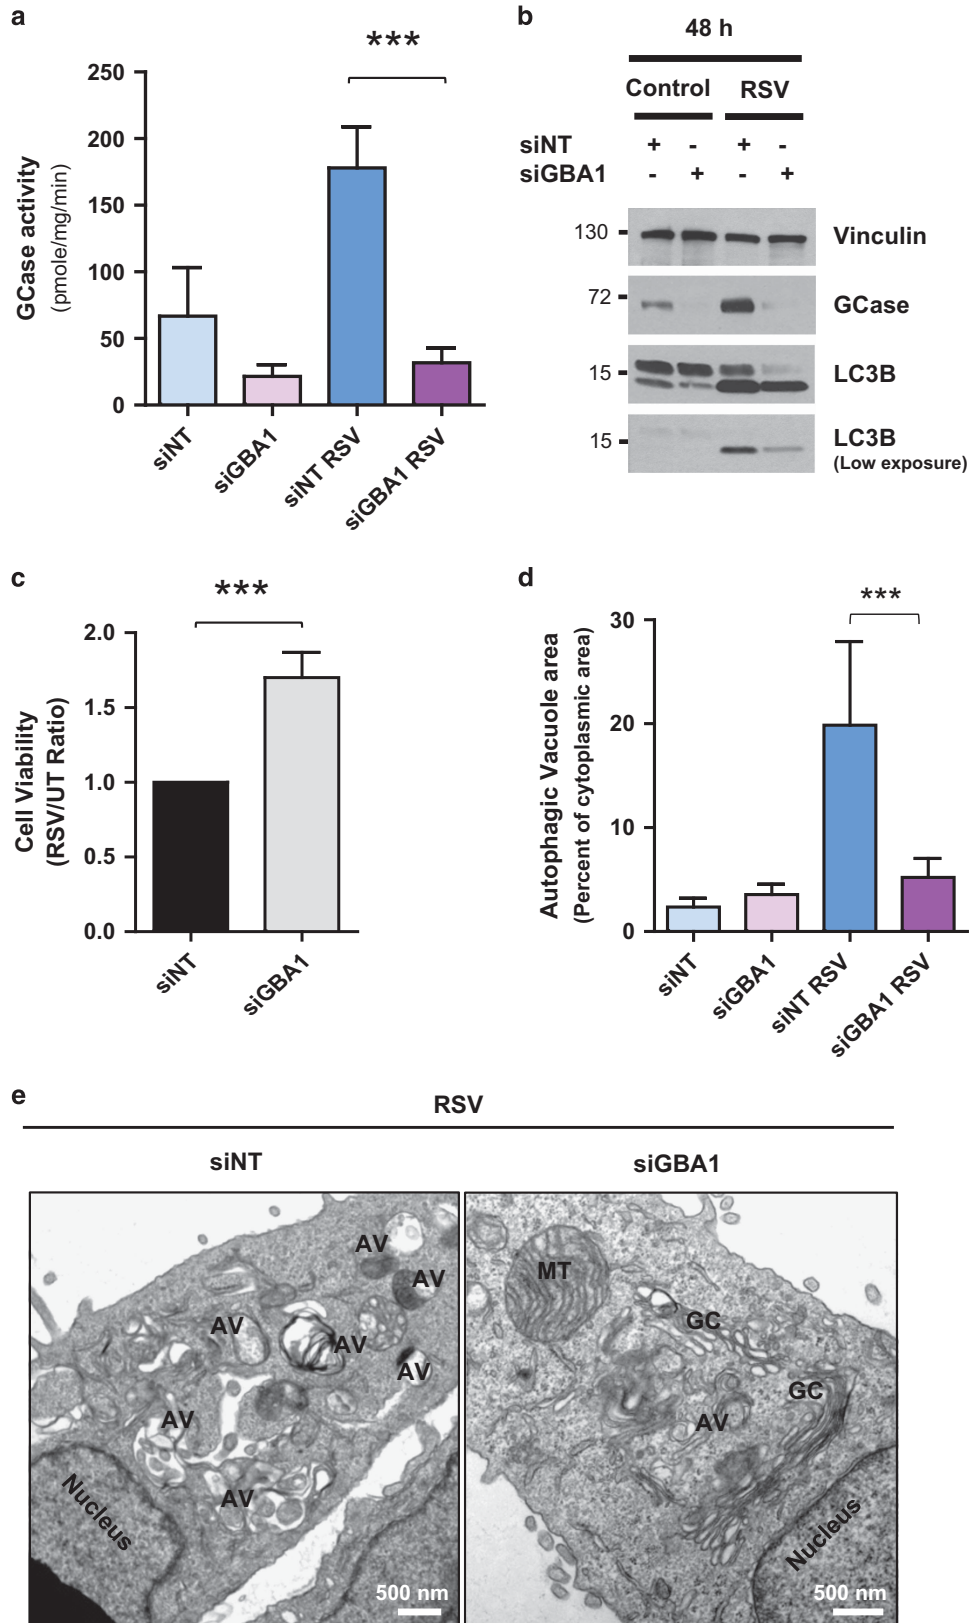 a
***
250
200
150
100
50
0
GCase activity
(pmole/mg/min)
siNT
siGBA1
siNT RSV
siGBA1 RSV
b
48 h
Control RSV
siNT + - + -
siGBA1 - + - +
130 Vinculin
72 GCase
15 LC3B
15 LC3B
(Low exposure)
c
***
2.0
1.5
1.0
0.5
0.0
Cell Viability
(RSV/UT Ratio)
siNT
siGBA1
d
***
30
20
10
0
Autophagic Vacuole area
(Percent of cytoplasmic area)
siNT
siGBA1
siNT RSV
siGBA1 RSV
e
RSV
siNT siGBA1
AV
AV
AV
AV
AV
AV
AV
Nucleus
500 nm
MT
GC
GC
AV
Nucleus
500 nm